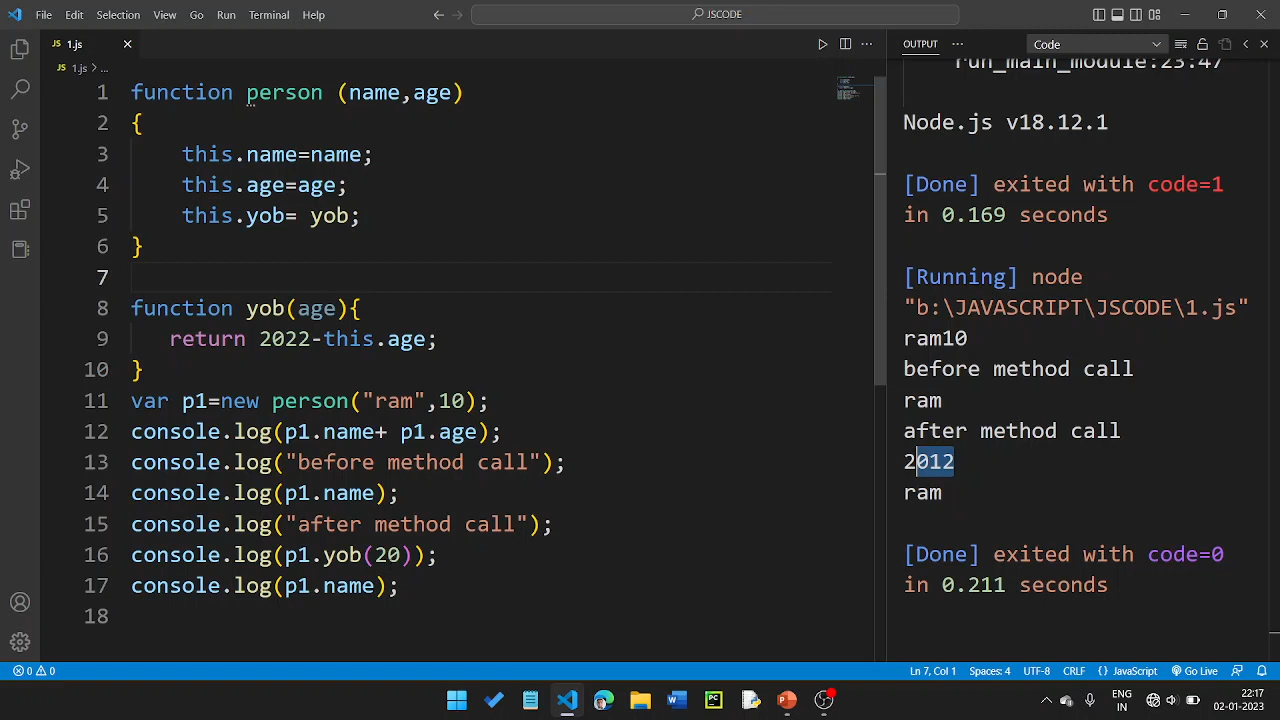 File Edit Selection View Go Run Terminal Help JSCODE
JS 1.js
JS 1.js > ...
1 function person (name,age)
2 {
3 this.name=name;
4 this.age=age;
5 this.yob= yob;
6 }
7
8 function yob(age){
9 return 2022-this.age;
10 }
11 var p1=new person("ram",10);
12 console.log(p1.name+ p1.age);
13 console.log("before method call");
14 console.log(p1.name);
15 console.log("after method call");
16 console.log(p1.yob(20));
17 console.log(p1.name);
18
OUTPUT ... Code
run_main_module:23:47
Node.js v18.12.1
[Done] exited with code=1
in 0.169 seconds
[Running] node
"b:\JAVASCRIPT\JSCODE\1.js"
ram10
before method call
ram
after method call
2012
ram
[Done] exited with code=0
in 0.211 seconds
0 0 Ln 7, Col 1 Spaces: 4 UTF-8 CRLF {} JavaScript Go Live
W PC P
ENG
IN
22:17
02-01-2023